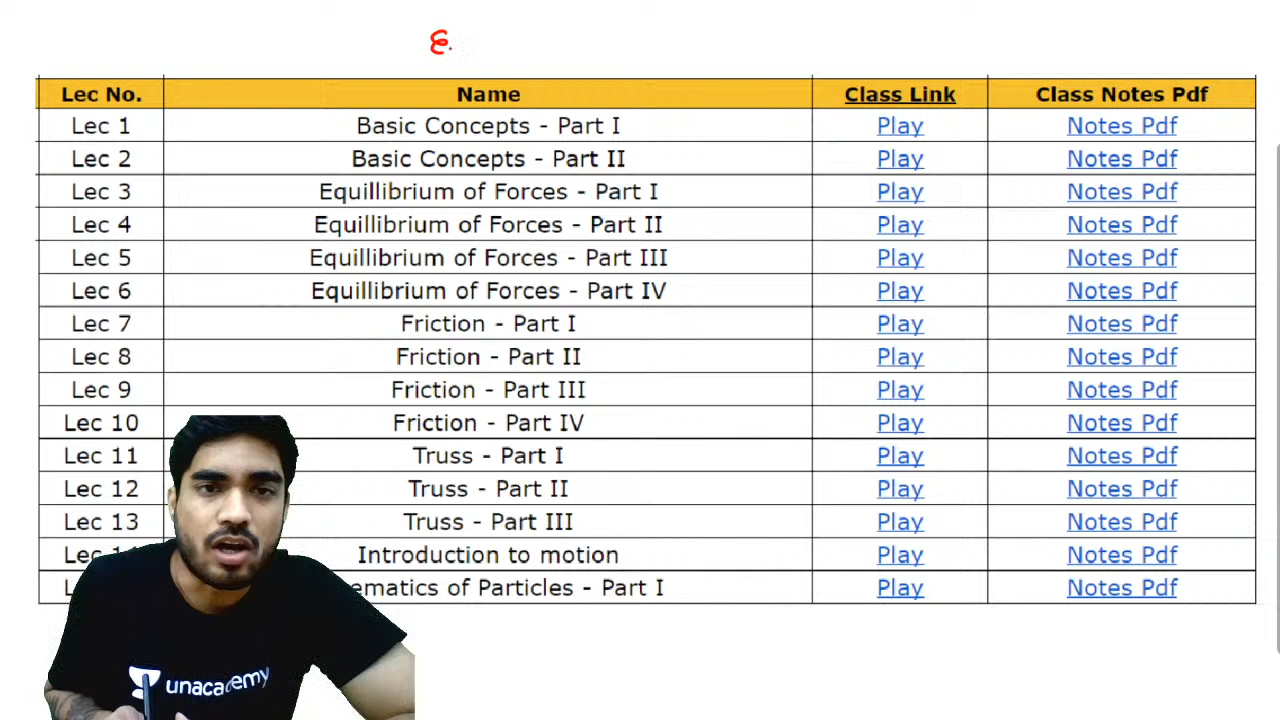 ε.
Lec No. Name Class Link Class Notes Pdf
Lec 1 Basic Concepts - Part I Play Notes Pdf
Lec 2 Basic Concepts - Part II Play Notes Pdf
Lec 3 Equillibrium of Forces - Part I Play Notes Pdf
Lec 4 Equillibrium of Forces - Part II Play Notes Pdf
Lec 5 Equillibrium of Forces - Part III Play Notes Pdf
Lec 6 Equillibrium of Forces - Part IV Play Notes Pdf
Lec 7 Friction - Part I Play Notes Pdf
Lec 8 Friction - Part II Play Notes Pdf
Lec 9 Friction - Part III Play Notes Pdf
Lec 10 Friction - Part IV Play Notes Pdf
Lec 11 Truss - Part I Play Notes Pdf
Lec 12 Truss - Part II Play Notes Pdf
Lec 13 Truss - Part III Play Notes Pdf
Lec Introduction to motion Play Notes Pdf
ematics of Particles - Part I Play Notes Pdf
unacademy